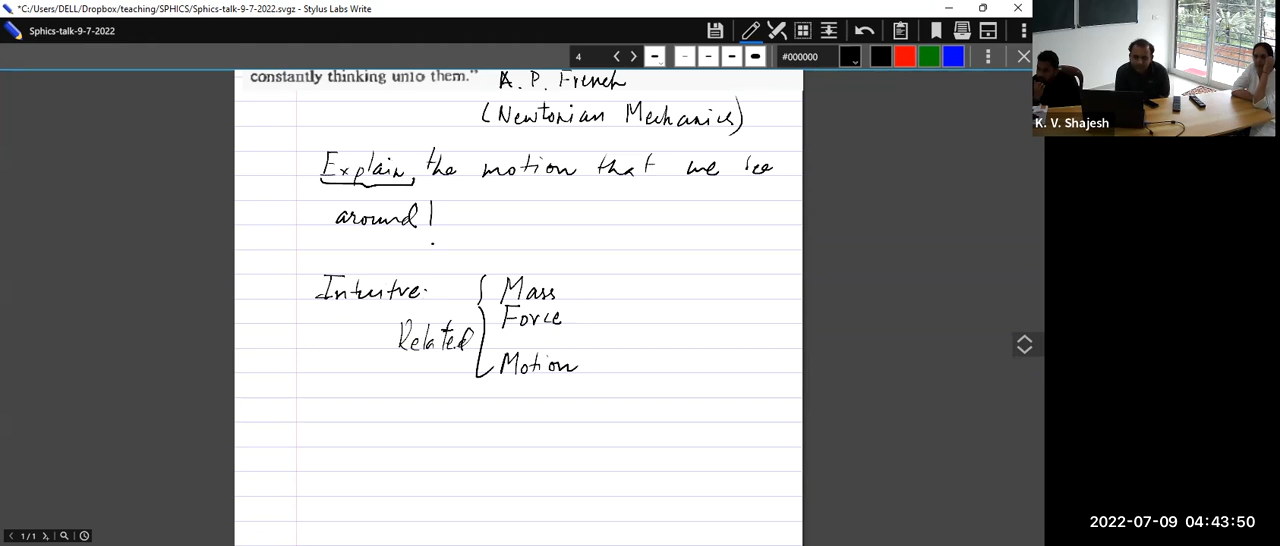 *C:/Users/DELL/Dropbox/teaching/SPHICS/Sphics-talk-9-7-2022.svgz - Stylus Labs Write
Sphics-talk-9-7-2022
4
#000000
constantly thinking unto them."
A. P. French
(Newtonian Mechanics)
Explain the motion that we see
around!
Intuitve. Mass
Force
Related
Motion
K. V. Shajesh
1/1
2022-07-09 04:43:50